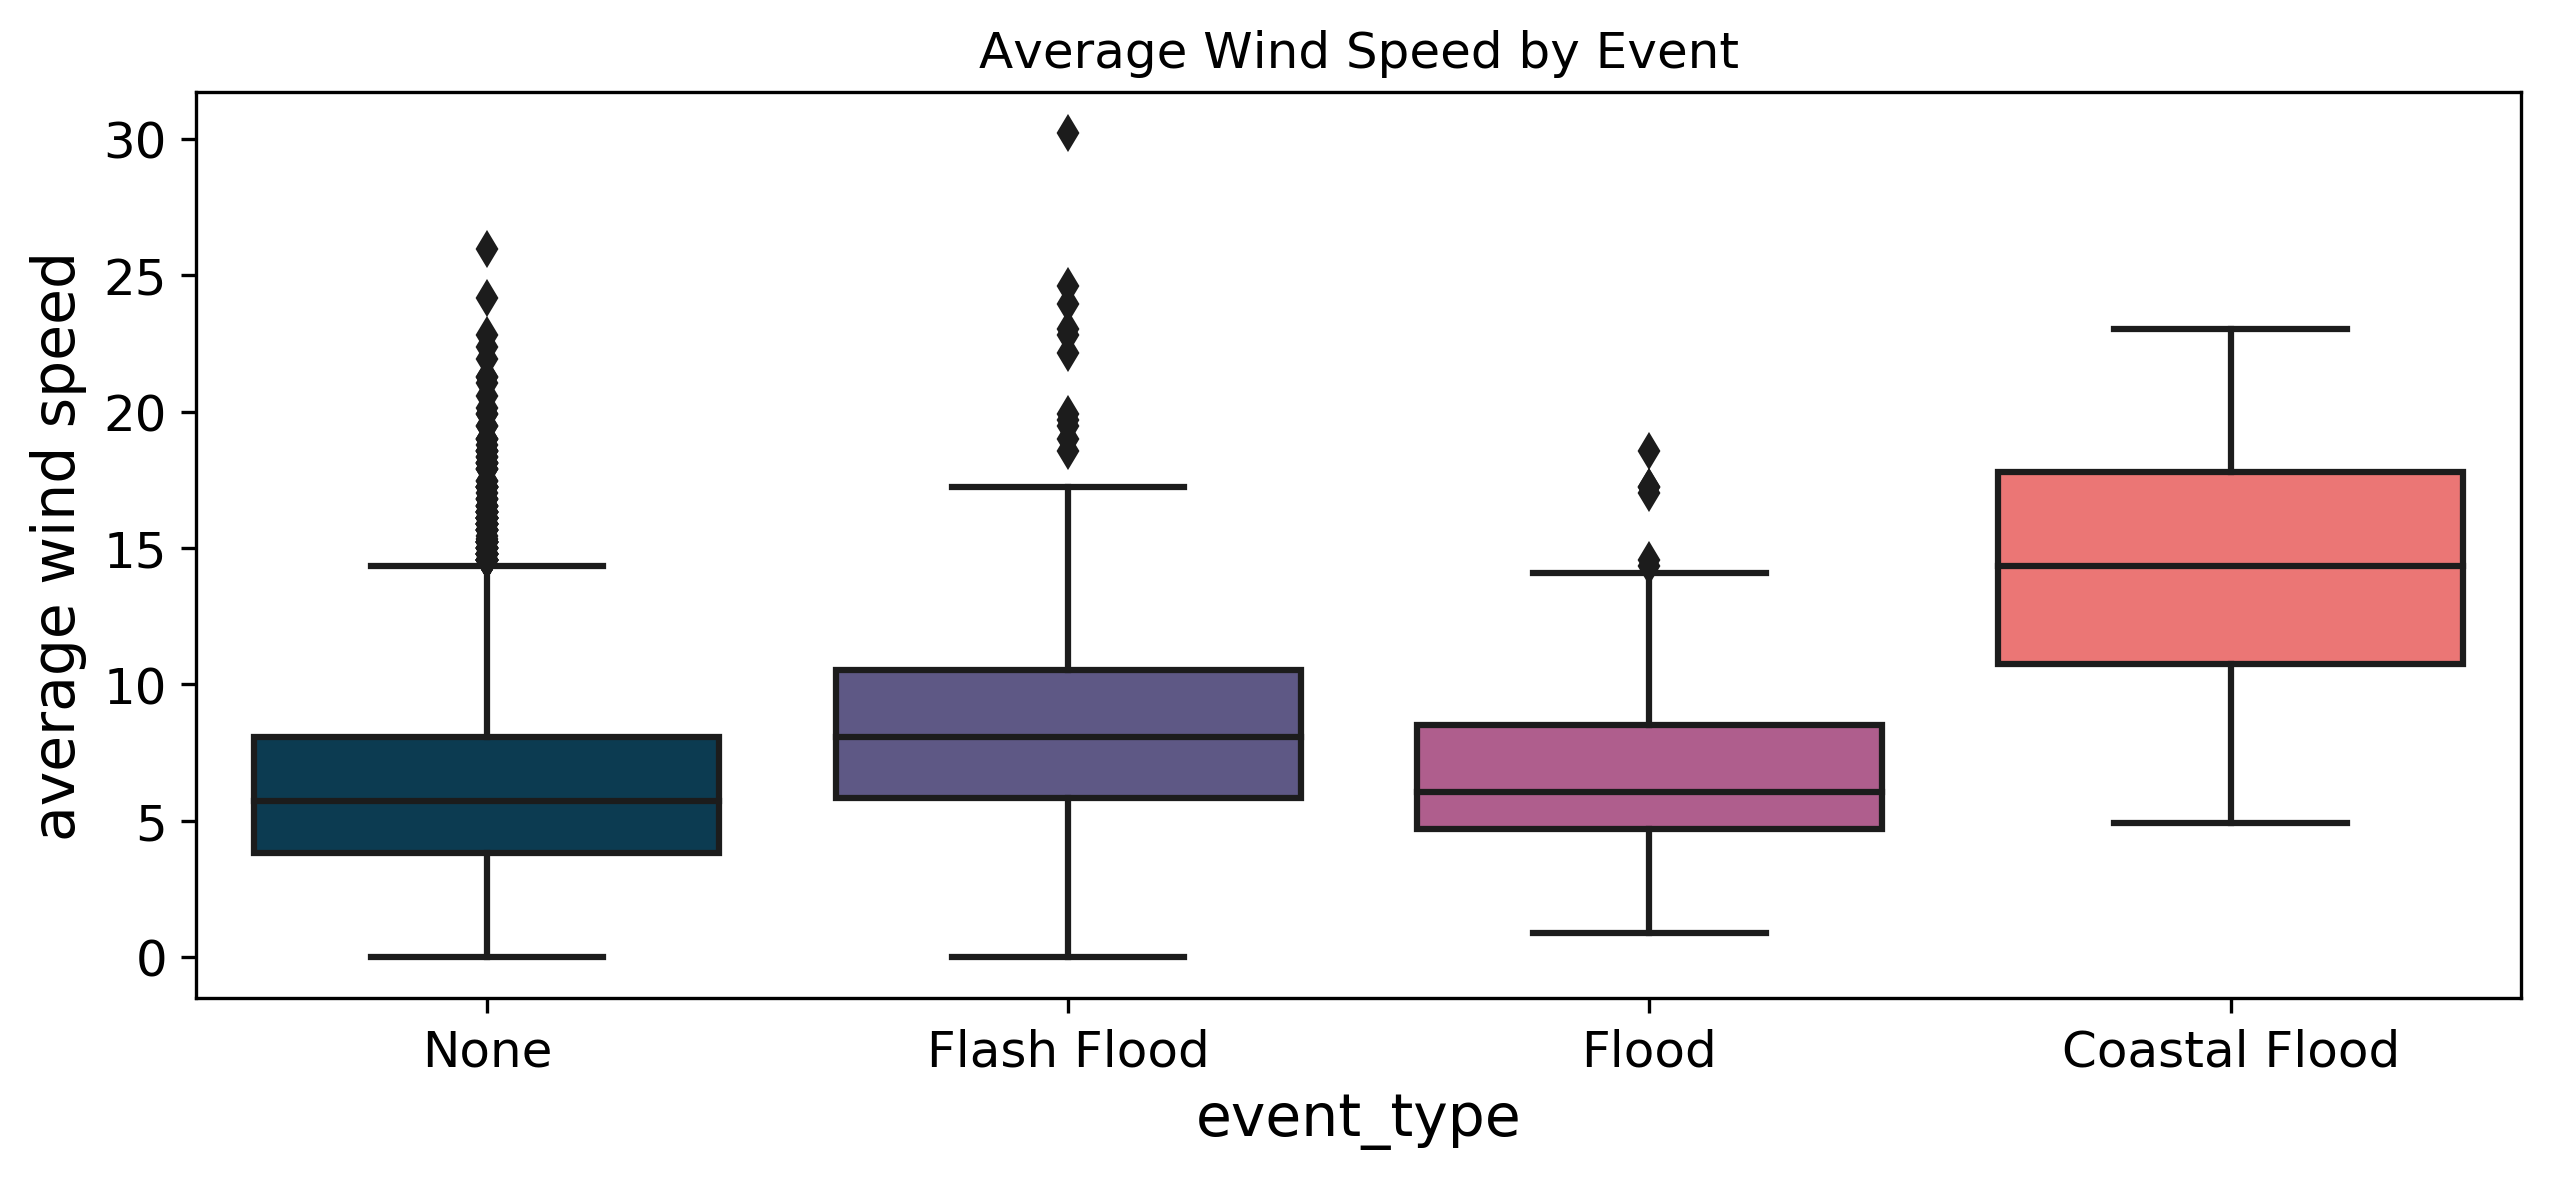 Average Wind Speed by Event
average wind speed
30
25
20
15
10
5
0
None
Flash Flood
Flood
Coastal Flood
event_type